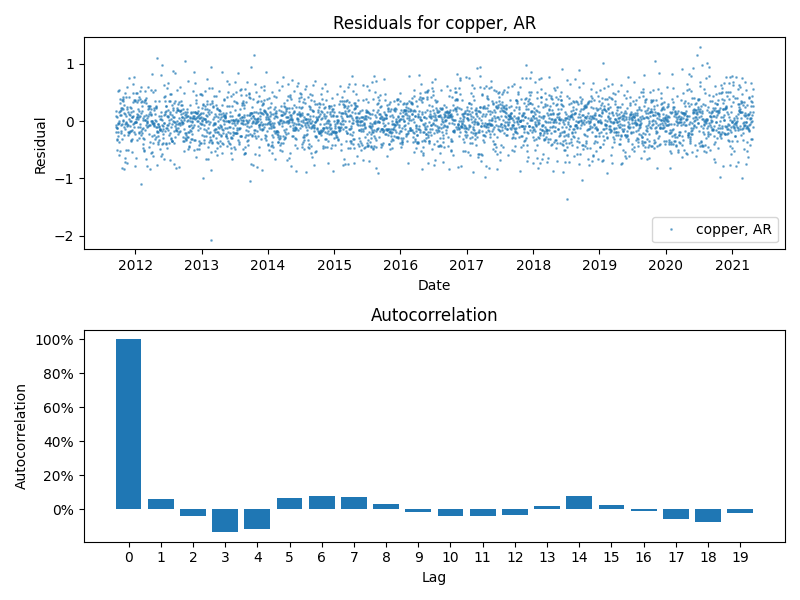 Residuals for copper, AR
Residual
1
0
−1
−2
copper, AR
2012 2013 2014 2015 2016 2017 2018 2019 2020 2021
Date
Autocorrelation
Autocorrelation
100%
80%
60%
40%
20%
0%
0 1 2 3 4 5 6 7 8 9 10 11 12 13 14 15 16 17 18 19
Lag